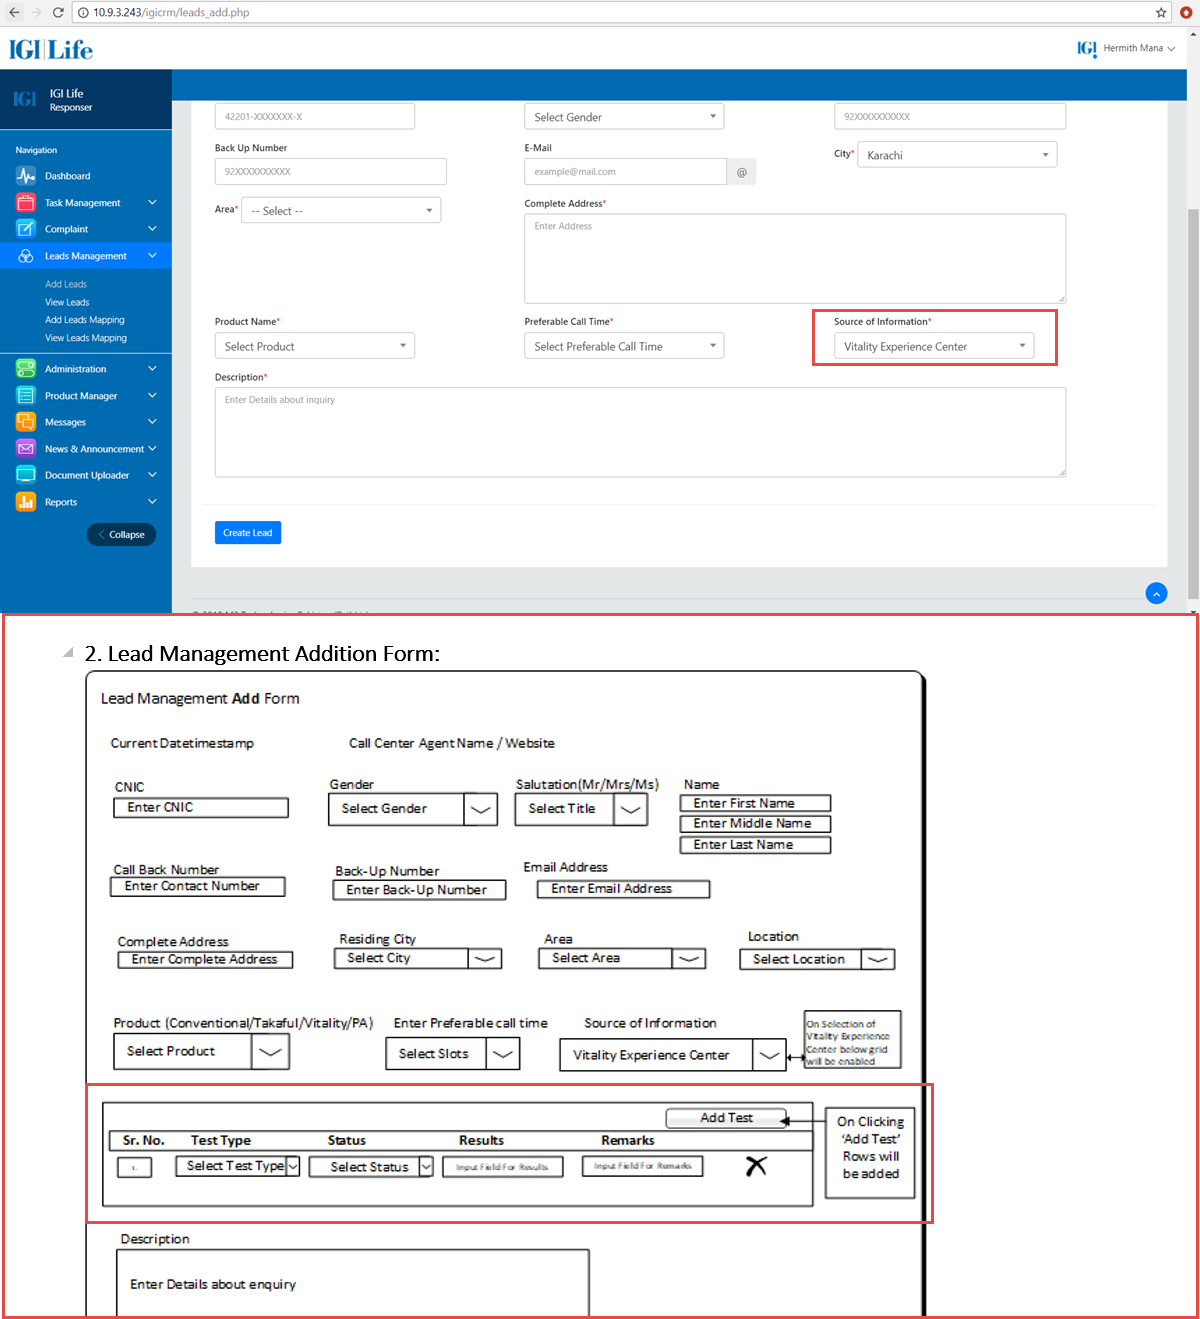 10.9.3.243/igicrm/leads_add.php
IGI Life
IGI Hermith Mana
IGI
IGI Life
Responser
Navigation
Dashboard
Task Management
Complaint
Leads Management
Add Leads
View Leads
Add Leads Mapping
View Leads Mapping
Administration
Product Manager
Messages
News & Announcement
Document Uploader
Reports
Collapse
42201-XXXXXXX-X Select Gender 92XXXXXXXXXX
Back Up Number E-Mail City* Karachi
92XXXXXXXXXX example@mail.com @
Area* -- Select -- Complete Address*
Enter Address
Product Name* Preferable Call Time* Source of Information*
Select Product Select Preferable Call Time Vitality Experience Center
Description*
Enter Details about inquiry
Create Lead
2. Lead Management Addition Form:
Lead Management Add Form
Current Datetimestamp Call Center Agent Name / Website
CNIC Gender Salutation(Mr/Mrs/Ms) Name
Enter CNIC Select Gender Select Title Enter First Name
Enter Middle Name
Enter Last Name
Call Back Number Back-Up Number Email Address
Enter Contact Number Enter Back-Up Number Enter Email Address
Complete Address Residing City Area Location
Enter Complete Address Select City Select Area Select Location
Product (Conventional/Takaful/Vitality/PA) Enter Preferable call time Source of Information
Select Product Select Slots Vitality Experience Center
On Selection of
Vitality Experience
Center below grid
will be enabled
Add Test
Sr. No. Test Type Status Results Remarks
1. Select Test Type Select Status Input Field For Results Input Field For Remarks
On Clicking
'Add Test'
Rows will
be added
Description
Enter Details about enquiry